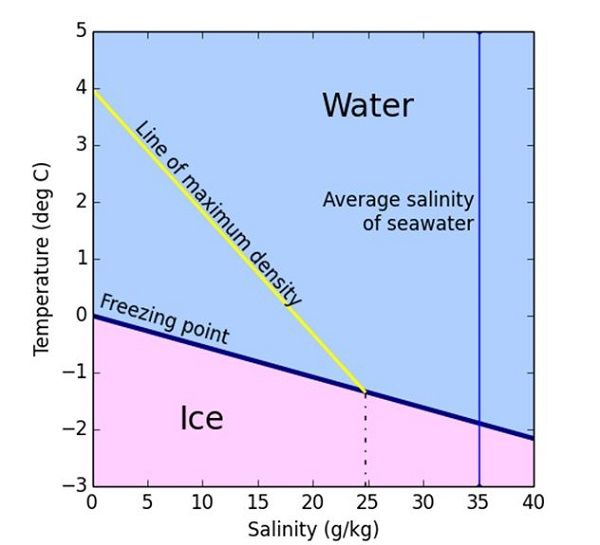 5
4
3
2
1
0
−1
−2
−3
Temperature (deg C)
Water
Line of maximum density
Average salinity
of seawater
Freezing point
Ice
0 5 10 15 20 25 30 35 40
Salinity (g/kg)